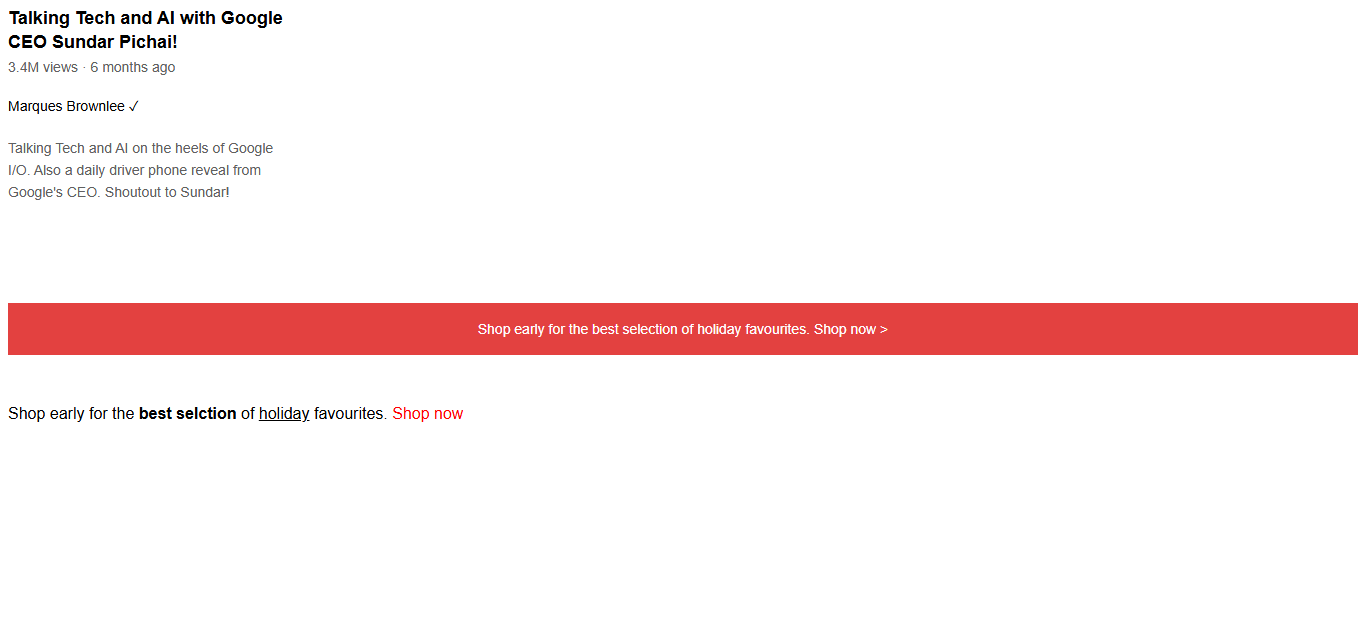 Talking Tech and AI with Google
CEO Sundar Pichai!
3.4M views · 6 months ago
Marques Brownlee ✓
Talking Tech and AI on the heels of Google
I/O. Also a daily driver phone reveal from
Google's CEO. Shoutout to Sundar!
Shop early for the best selection of holiday favourites. Shop now >
Shop early for the best selction of holiday favourites. Shop now